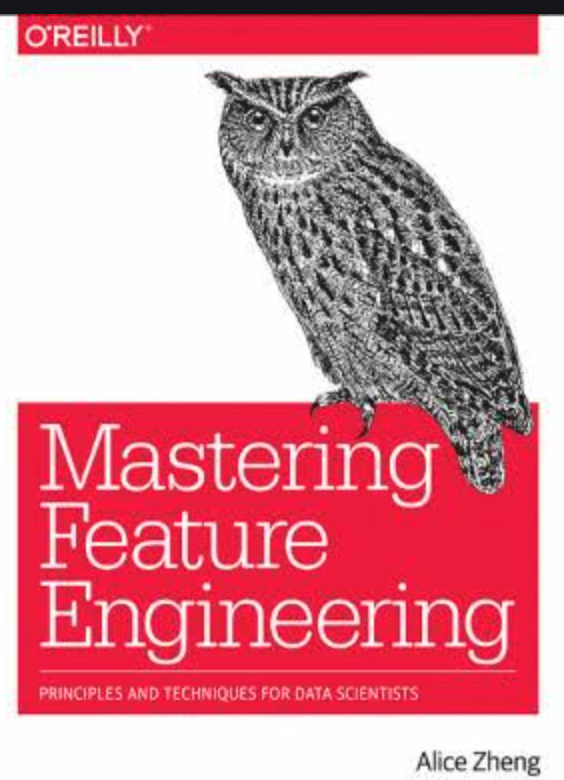 O'REILLY®
Mastering
Feature
Engineering
PRINCIPLES AND TECHNIQUES FOR DATA SCIENTISTS
Alice Zheng